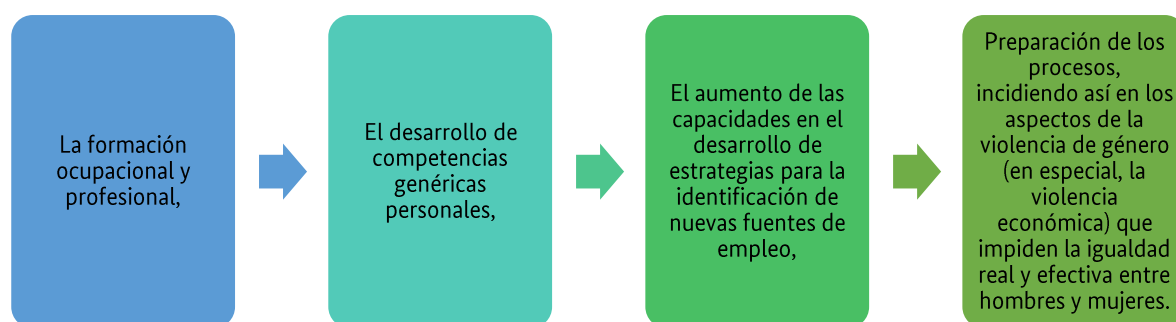 La formación
ocupacional y
profesional,
El desarrollo de
competencias
genéricas
personales,
El aumento de las
capacidades en el
desarrollo de
estrategias para la
identificación de
nuevas fuentes de
empleo,
Preparación de los
procesos,
incidiendo así en los
aspectos de la
violencia de género
(en especial, la
violencia
económica) que
impiden la igualdad
real y efectiva entre
hombres y mujeres.